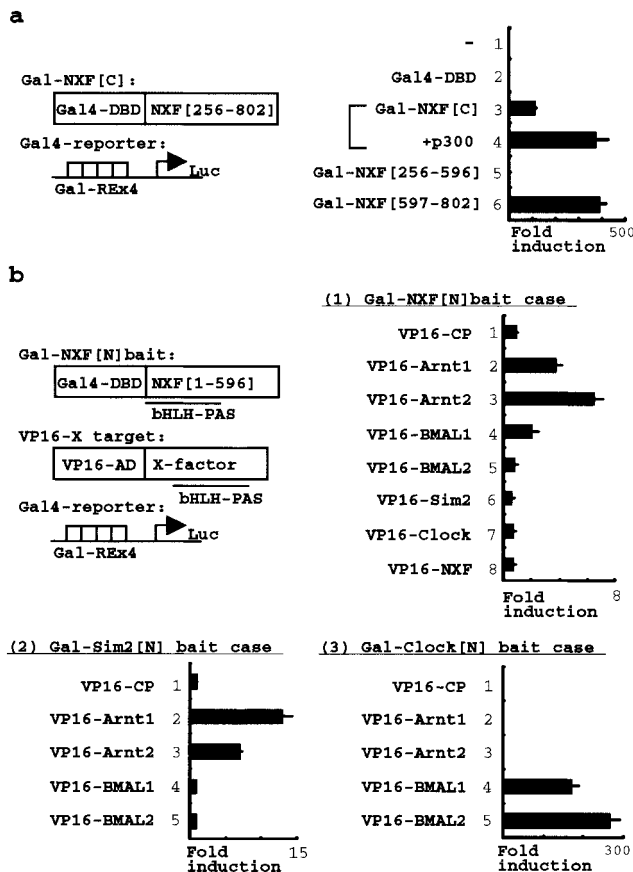 a
Gal-NXF[C]:
Gal4-DBD NXF[256-802]
Gal4-reporter:
Luc
Gal-REx4
- 1
Gal4-DBD 2
Gal-NXF[C] 3
+p300 4
Gal-NXF[256-596] 5
Gal-NXF[597-802] 6
Fold induction 500
b
Gal-NXF[N]bait:
Gal4-DBD NXF[1-596]
bHLH-PAS
VP16-X target:
VP16-AD X-factor
bHLH-PAS
Gal4-reporter:
Luc
Gal-REx4
(1) Gal-NXF[N]bait case
VP16-CP 1
VP16-Arnt1 2
VP16-Arnt2 3
VP16-BMAL1 4
VP16-BMAL2 5
VP16-Sim2 6
VP16-Clock 7
VP16-NXF 8
Fold induction 8
(2) Gal-Sim2[N] bait case
VP16-CP 1
VP16-Arnt1 2
VP16-Arnt2 3
VP16-BMAL1 4
VP16-BMAL2 5
Fold induction 15
(3) Gal-Clock[N] bait case
VP16-CP 1
VP16-Arnt1 2
VP16-Arnt2 3
VP16-BMAL1 4
VP16-BMAL2 5
Fold induction 300